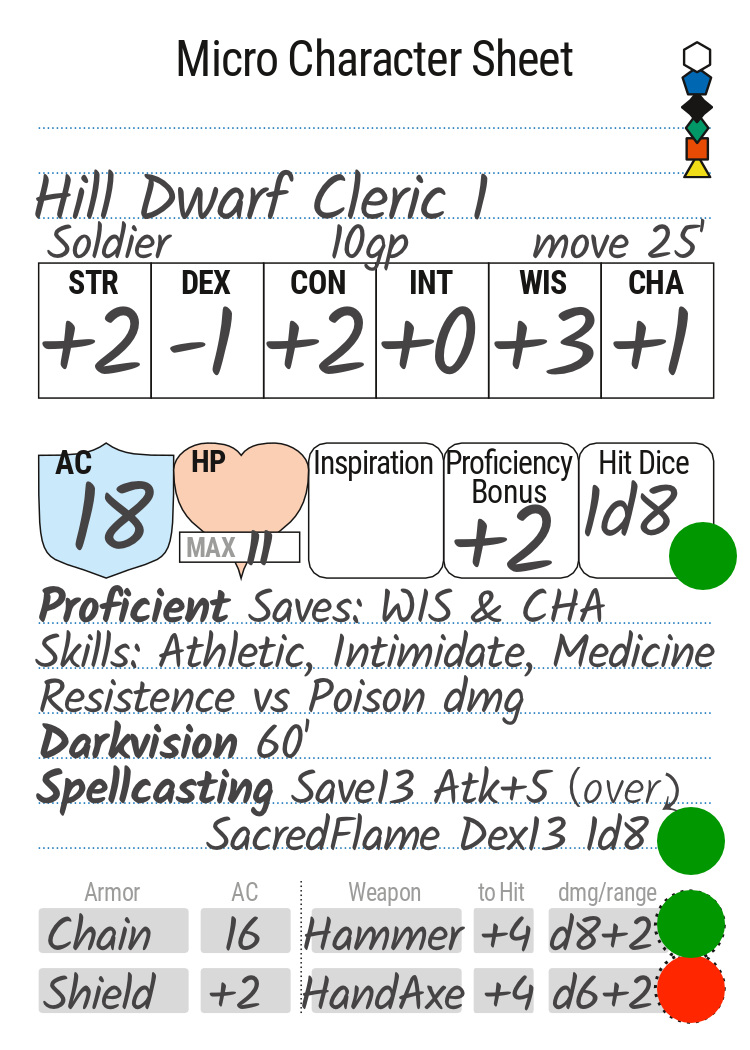 Micro Character Sheet
Hill Dwarf Cleric 1
Soldier 10gp move 25'
STR DEX CON INT WIS CHA
+2 -1 +2 +0 +3 +1
AC HP Inspiration Proficiency Bonus Hit Dice
18 MAX 11 +2 1d8
Proficient Saves: WIS & CHA
Skills: Athletic, Intimidate, Medicine
Resistence vs Poison dmg
Darkvision 60'
Spellcasting Save13 Atk+5 (over)
SacredFlame Dex13 1d8
Armor AC Weapon to Hit dmg/range
Chain 16 Hammer +4 d8+2
Shield +2 HandAxe +4 d6+2